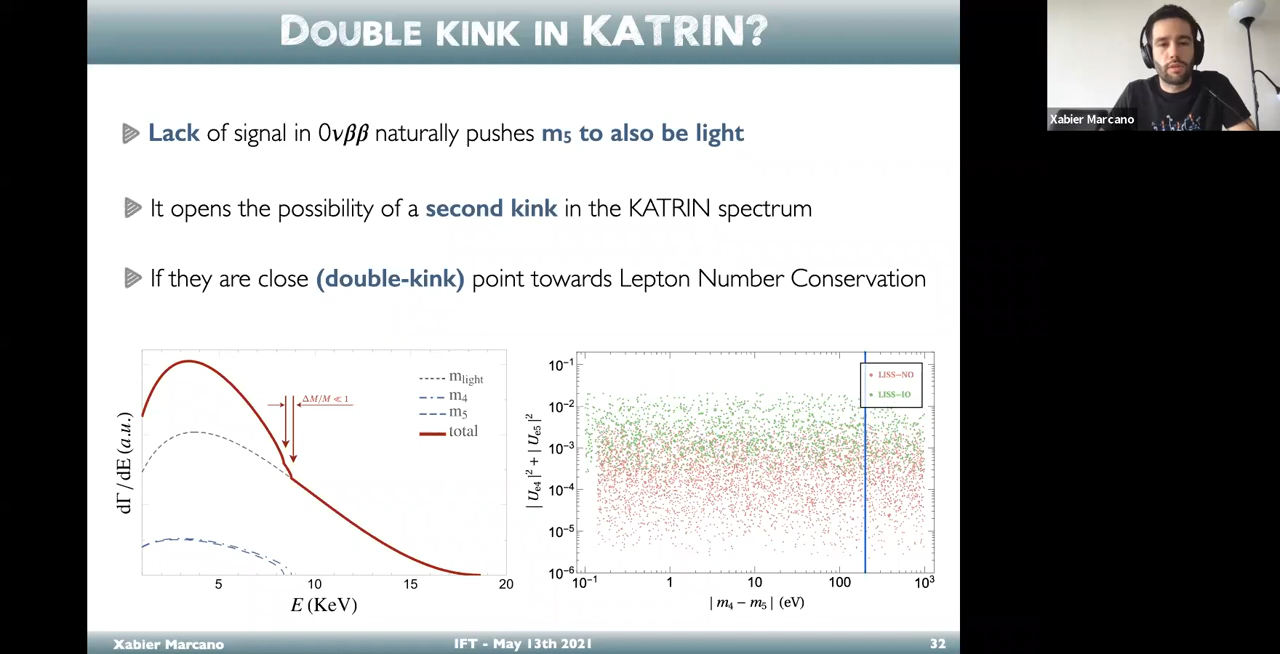 DOUBLE KINK IN KATRIN?
Lack of signal in 0νββ naturally pushes m₅ to also be light
It opens the possibility of a second kink in the KATRIN spectrum
If they are close (double-kink) point towards Lepton Number Conservation
dΓ/dE (a.u.)
ΔM/M ≪ 1
m_light
m₄
m₅
total
5
10
15
20
E (KeV)
|U_e4|² + |U_e5|²
10⁻¹
10⁻²
10⁻³
10⁻⁴
10⁻⁵
10⁻⁶
LISS-NO
LISS-IO
10⁻¹
1
10
100
10³
|m₄ − m₅| (eV)
Xabier Marcano
IFT - May 13th 2021
32
Xabier Marcano